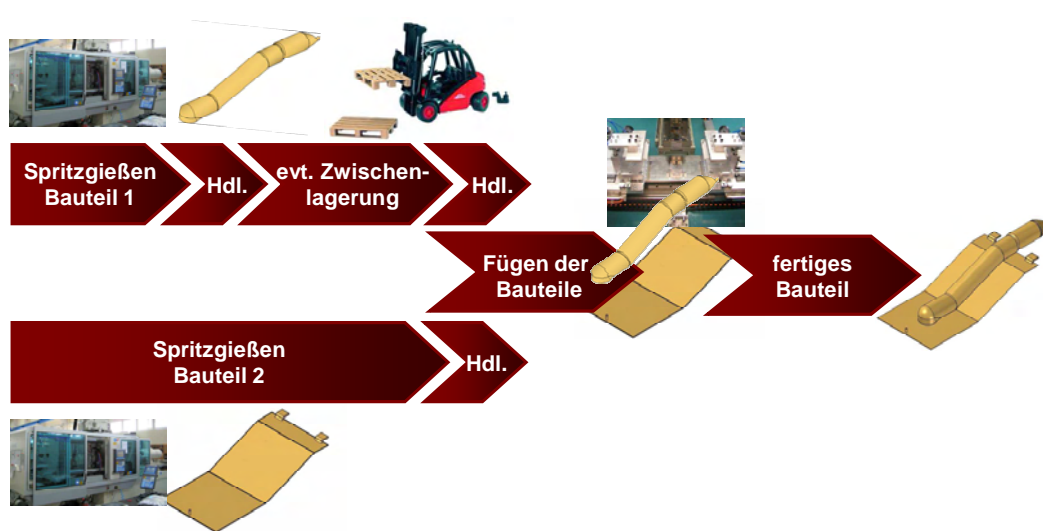 Spritzgießen
Bauteil 1
Hdl.
evt. Zwischen-
lagerung
Hdl.
Fügen der
Bauteile
fertiges
Bauteil
Spritzgießen
Bauteil 2
Hdl.